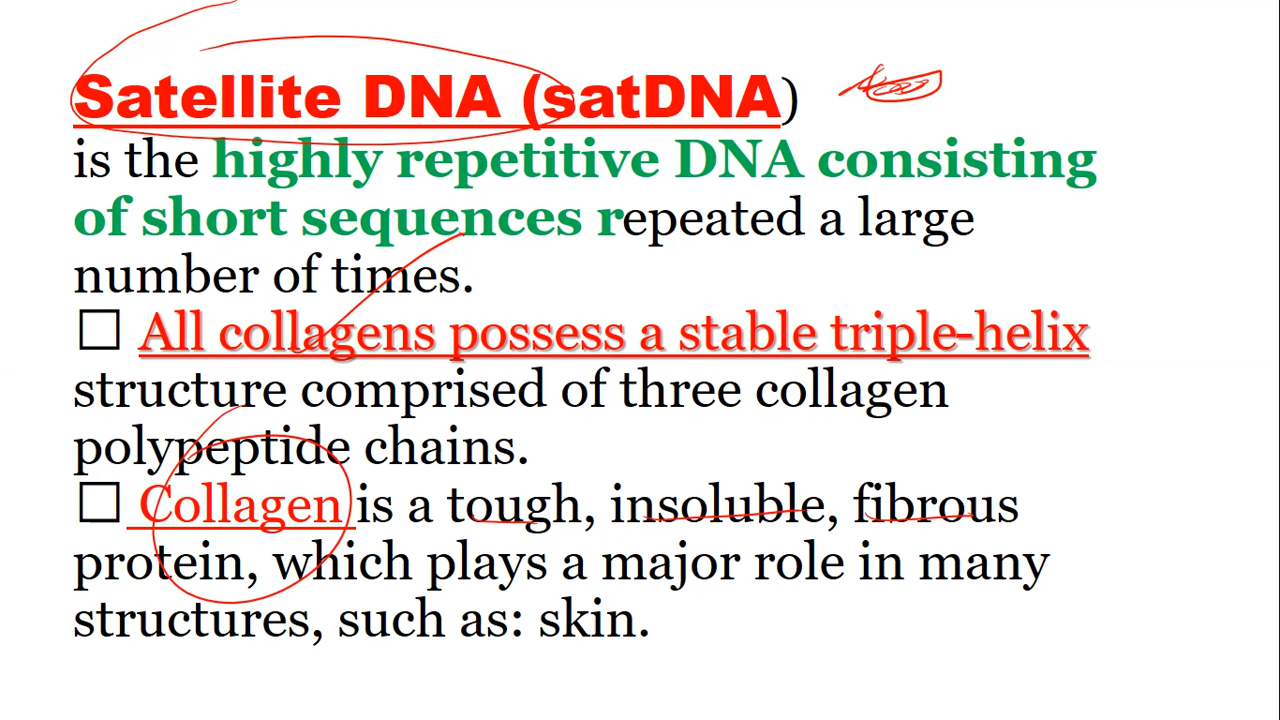 Satellite DNA (satDNA)
is the highly repetitive DNA consisting
of short sequences repeated a large
number of times.
☐ All collagens possess a stable triple-helix
structure comprised of three collagen
polypeptide chains.
☐ Collagen is a tough, insoluble, fibrous
protein, which plays a major role in many
structures, such as: skin.